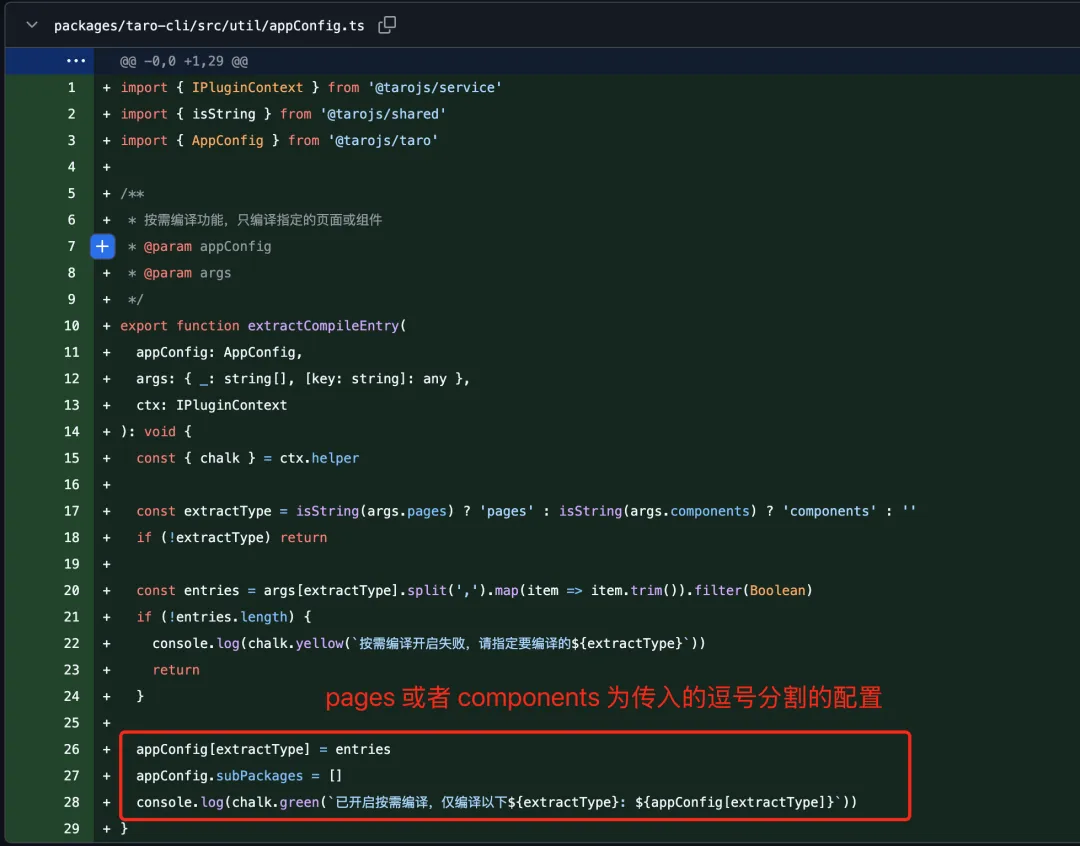 packages/taro-cli/src/util/appConfig.ts
... @@ -0,0 +1,29 @@
1 + import { IPluginContext } from '@tarojs/service'
2 + import { isString } from '@tarojs/shared'
3 + import { AppConfig } from '@tarojs/taro'
4 +
5 + /**
6 + * 按需编译功能，只编译指定的页面或组件
7 + * @param appConfig
8 + * @param args
9 + */
10 + export function extractCompileEntry(
11 + appConfig: AppConfig,
12 + args: { _: string[], [key: string]: any },
13 + ctx: IPluginContext
14 + ): void {
15 + const { chalk } = ctx.helper
16 +
17 + const extractType = isString(args.pages) ? 'pages' : isString(args.components) ? 'components' : ''
18 + if (!extractType) return
19 +
20 + const entries = args[extractType].split(',').map(item => item.trim()).filter(Boolean)
21 + if (!entries.length) {
22 + console.log(chalk.yellow(`按需编译开启失败，请指定要编译的${extractType}`))
23 + return
24 + }
pages 或者 components 为传入的逗号分割的配置
25 +
26 + appConfig[extractType] = entries
27 + appConfig.subPackages = []
28 + console.log(chalk.green(`已开启按需编译，仅编译以下${extractType}: ${appConfig[extractType]}`))
29 + }